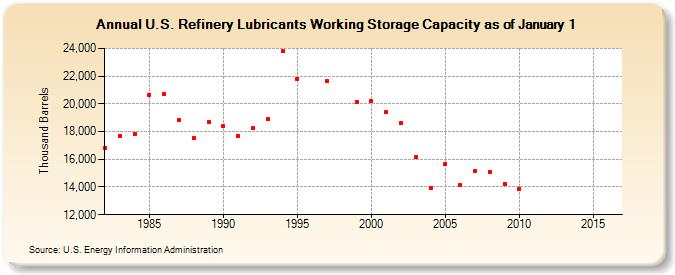 Annual U.S. Refinery Lubricants Working Storage Capacity as of January 1
Thousand Barrels
24,000
22,000
20,000
18,000
16,000
14,000
12,000
1985 1990 1995 2000 2005 2010 2015
Source: U.S. Energy Information Administration